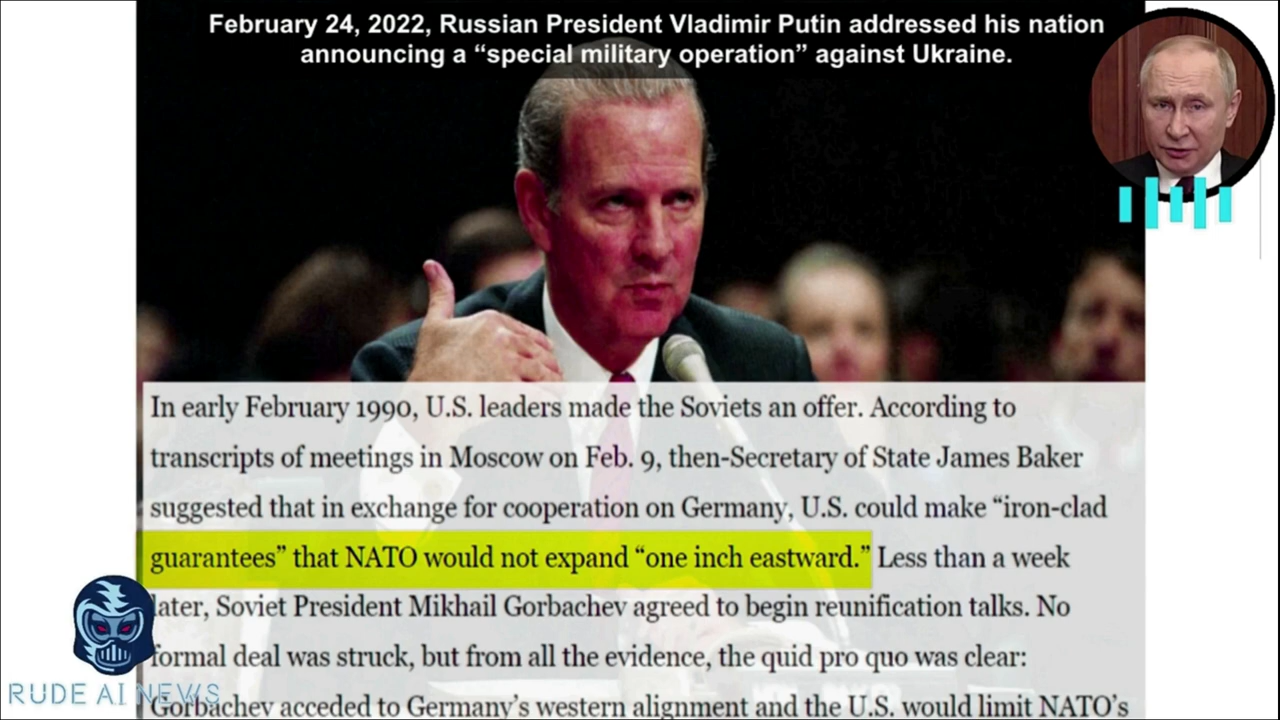 February 24, 2022, Russian President Vladimir Putin addressed his nation
announcing a “special military operation” against Ukraine.
In early February 1990, U.S. leaders made the Soviets an offer. According to
transcripts of meetings in Moscow on Feb. 9, then-Secretary of State James Baker
suggested that in exchange for cooperation on Germany, U.S. could make “iron-clad
guarantees” that NATO would not expand “one inch eastward.” Less than a week
later, Soviet President Mikhail Gorbachev agreed to begin reunification talks. No
formal deal was struck, but from all the evidence, the quid pro quo was clear:
Gorbachev acceded to Germany’s western alignment and the U.S. would limit NATO’s
RUDE AI NEWS